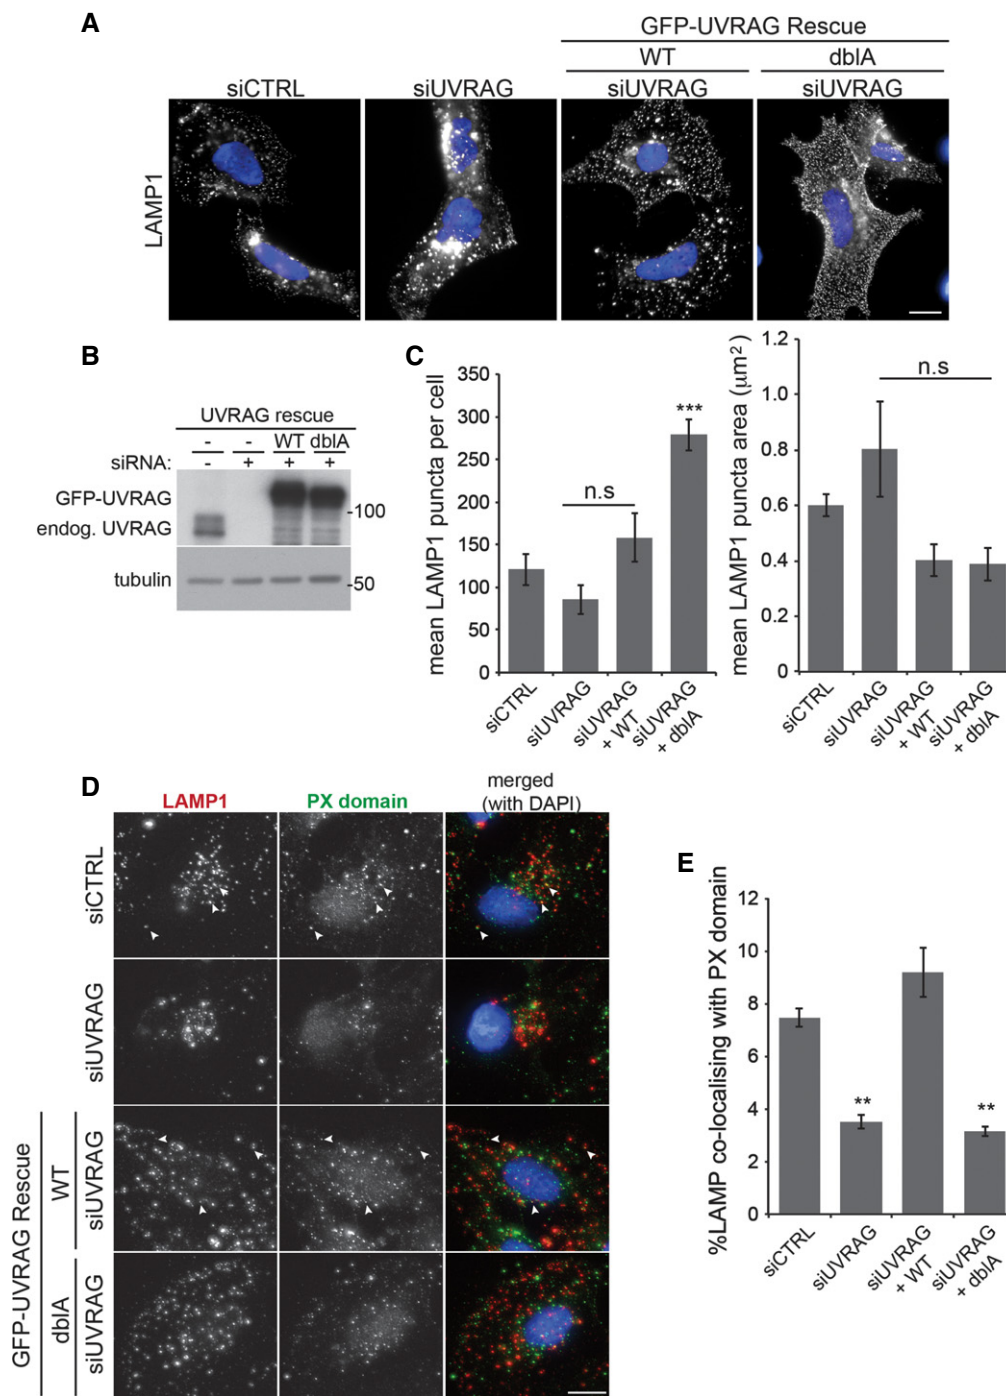 A
GFP-UVRAG Rescue
WT
dblA
siCTRL
siUVRAG
siUVRAG
siUVRAG
LAMP1
B
UVRAG rescue
- - WT dblA
siRNA: - + + +
GFP-UVRAG
-100
endog. UVRAG
tubulin
-50
C
mean LAMP1 puncta per cell
350
300
250
200
150
100
50
0
n.s
***
siCTRL
siUVRAG
siUVRAG
+ WT
siUVRAG
+ dblA
mean LAMP1 puncta area (μm²)
1.2
1.0
0.8
0.6
0.4
0.2
0
n.s
siCTRL
siUVRAG
siUVRAG
+ WT
siUVRAG
+ dblA
D
LAMP1
PX domain
merged
(with DAPI)
siCTRL
siUVRAG
GFP-UVRAG Rescue
WT
siUVRAG
dblA
siUVRAG
E
%LAMP co-localising with PX domain
12
10
8
6
4
2
0
**
**
siCTRL
siUVRAG
siUVRAG
+ WT
siUVRAG
+ dblA